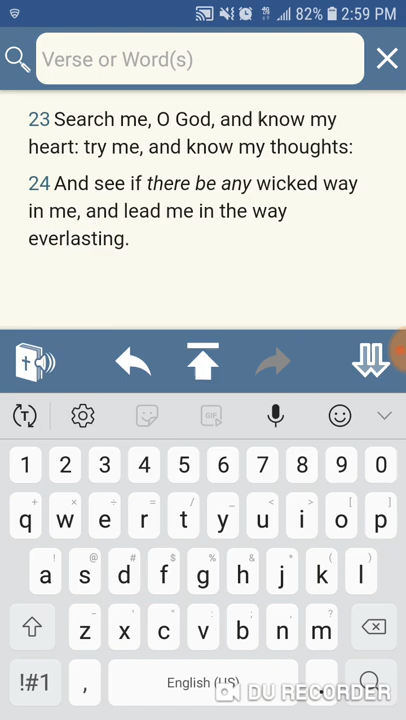 82% 2:59 PM
Verse or Word(s)
23 Search me, O God, and know my
heart: try me, and know my thoughts:
24 And see if there be any wicked way
in me, and lead me in the way
everlasting.
T GIF
1 2 3 4 5 6 7 8 9 0
+ × ÷ = / _ < > [ ]
q w e r t y u i o p
! @ # $ % ^ & * ( )
a s d f g h j k l
- ' " : ; , ?
z x c v b n m
!#1 , English (US) .
DU RECORDER